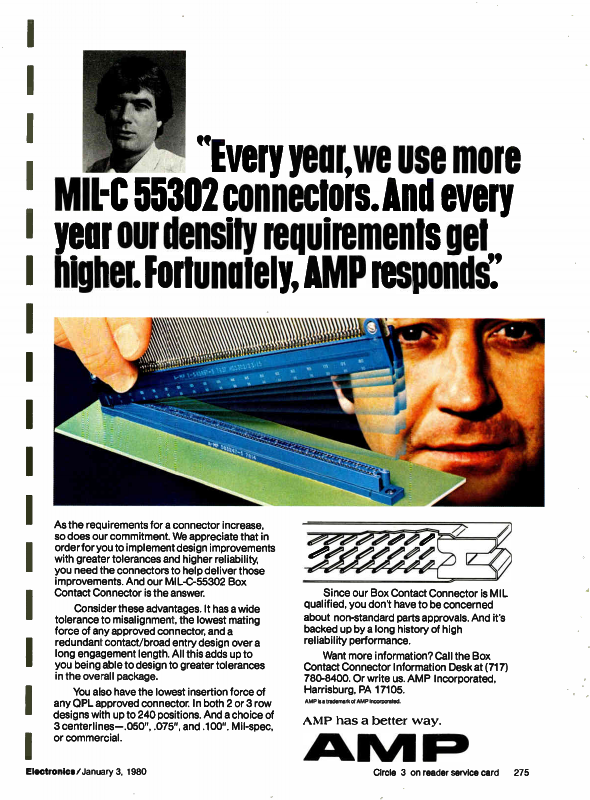 "Every year, we use more
MIL-C 55302 connectors. And every
year our density requirements get
higher. Fortunately, AMP responds."
As the requirements for a connector increase,
so does our commitment. We appreciate that in
order for you to implement design improvements
with greater tolerances and higher reliability,
you need the connectors to help deliver those
improvements. And our MIL-C-55302 Box
Contact Connector is the answer.
Consider these advantages. It has a wide
tolerance to misalignment, the lowest mating
force of any approved connector, and a
redundant contact/broad entry design over a
long engagement length. All this adds up to
you being able to design to greater tolerances
in the overall package.
You also have the lowest insertion force of
any QPL approved connector. In both 2 or 3 row
designs with up to 240 positions. And a choice of
3 centerlines—.050", .075", and .100". Mil-spec,
or commercial.
Since our Box Contact Connector is MIL
qualified, you don't have to be concerned
about non-standard parts approvals. And it's
backed up by a long history of high
reliability performance.
Want more information? Call the Box
Contact Connector Information Desk at (717)
780-8400. Or write us. AMP Incorporated,
Harrisburg, PA 17105.
AMP is a trademark of AMP Incorporated.
AMP has a better way.
AMP
Electronics/January 3, 1980
Circle 3 on reader service card 275